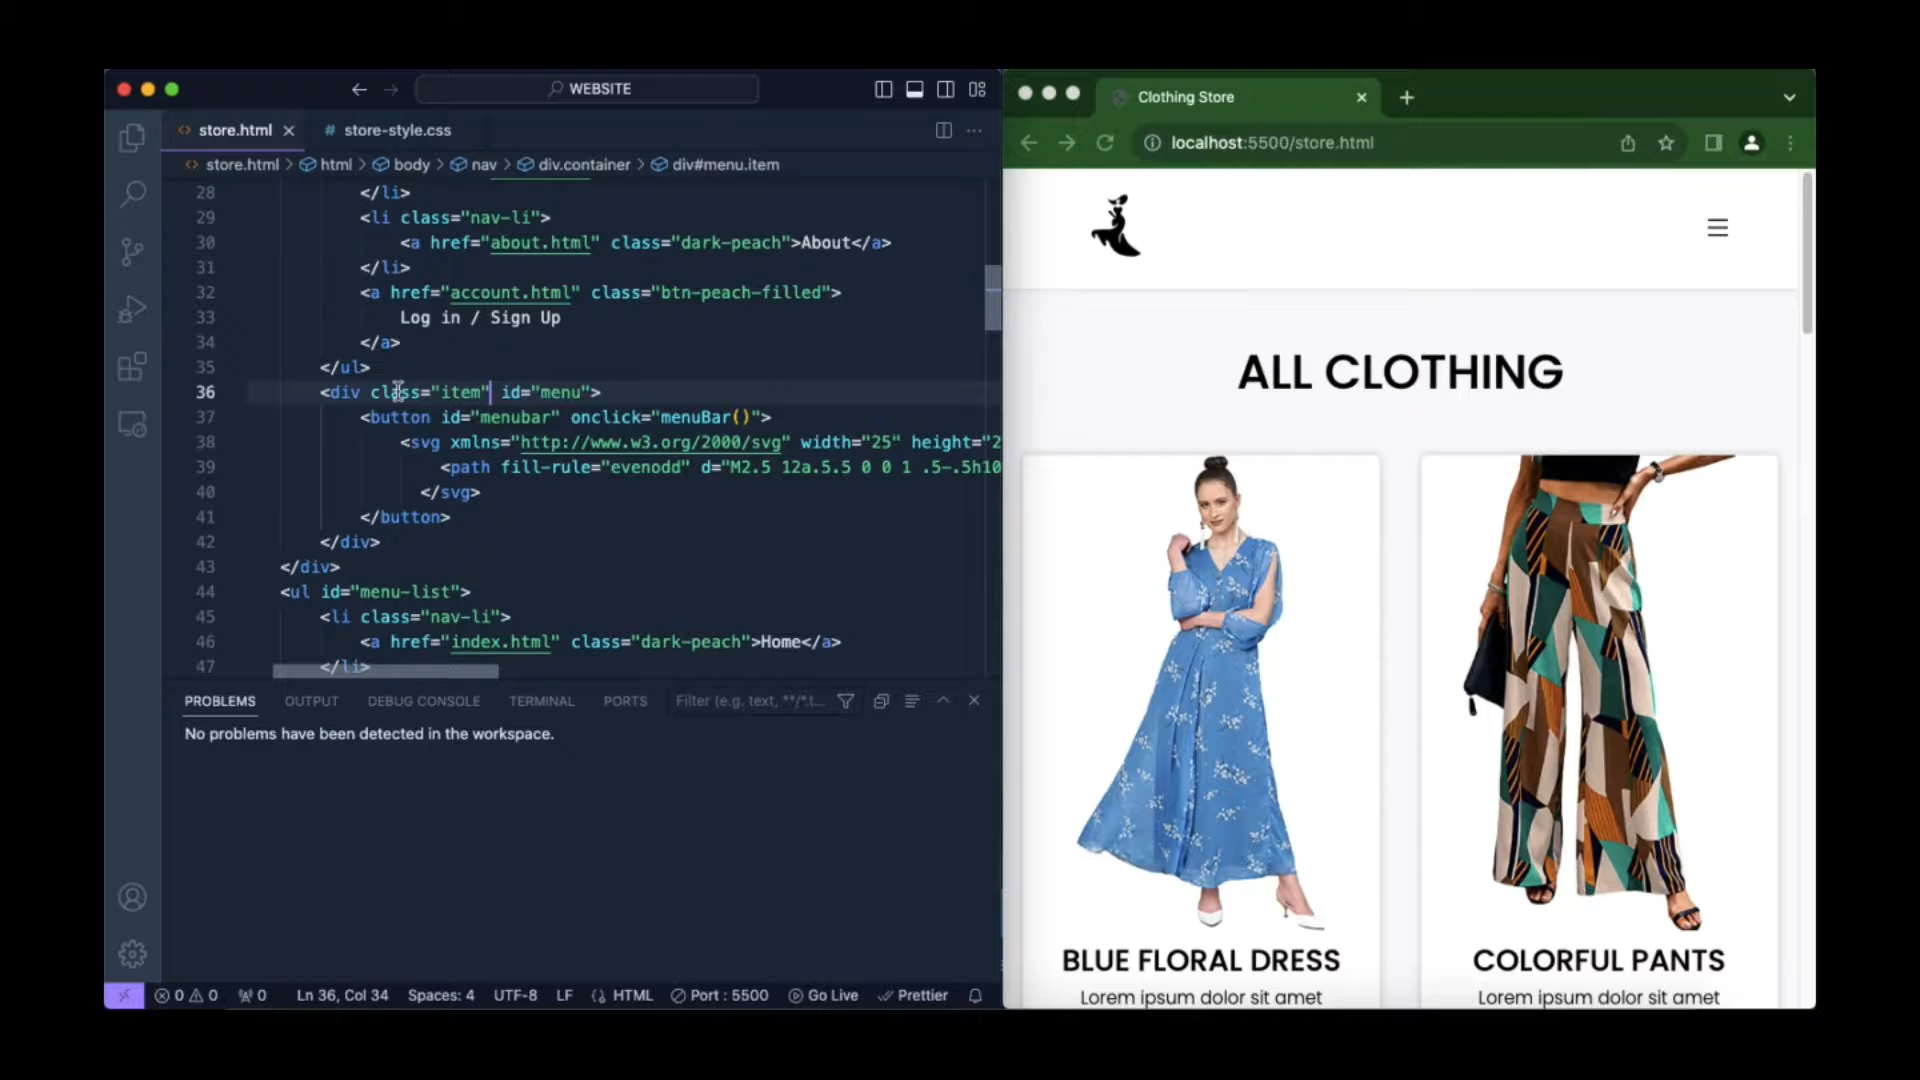 WEBSITE
store.html
# store-style.css
store.html > html > body > nav > div.container > div#menu.item
28 </li>
29 <li class="nav-li">
30 <a href="about.html" class="dark-peach">About</a>
31 </li>
32 <a href="account.html" class="btn-peach-filled">
33 Log in / Sign Up
34 </a>
35 </ul>
36 <div class="item" id="menu">
37 <button id="menubar" onclick="menuBar()">
38 <svg xmlns="http://www.w3.org/2000/svg" width="25" height="2
39 <path fill-rule="evenodd" d="M2.5 12a.5.5 0 0 1 .5-.5h10
40 </svg>
41 </button>
42 </div>
43 </div>
44 <ul id="menu-list">
45 <li class="nav-li">
46 <a href="index.html" class="dark-peach">Home</a>
47 </li>
PROBLEMS OUTPUT DEBUG CONSOLE TERMINAL PORTS Filter (e.g. text, **/*.t...
No problems have been detected in the workspace.
0 0 0 Ln 36, Col 34 Spaces: 4 UTF-8 LF HTML Port : 5500 Go Live Prettier
Clothing Store
localhost:5500/store.html
ALL CLOTHING
BLUE FLORAL DRESS
Lorem ipsum dolor sit amet
COLORFUL PANTS
Lorem ipsum dolor sit amet